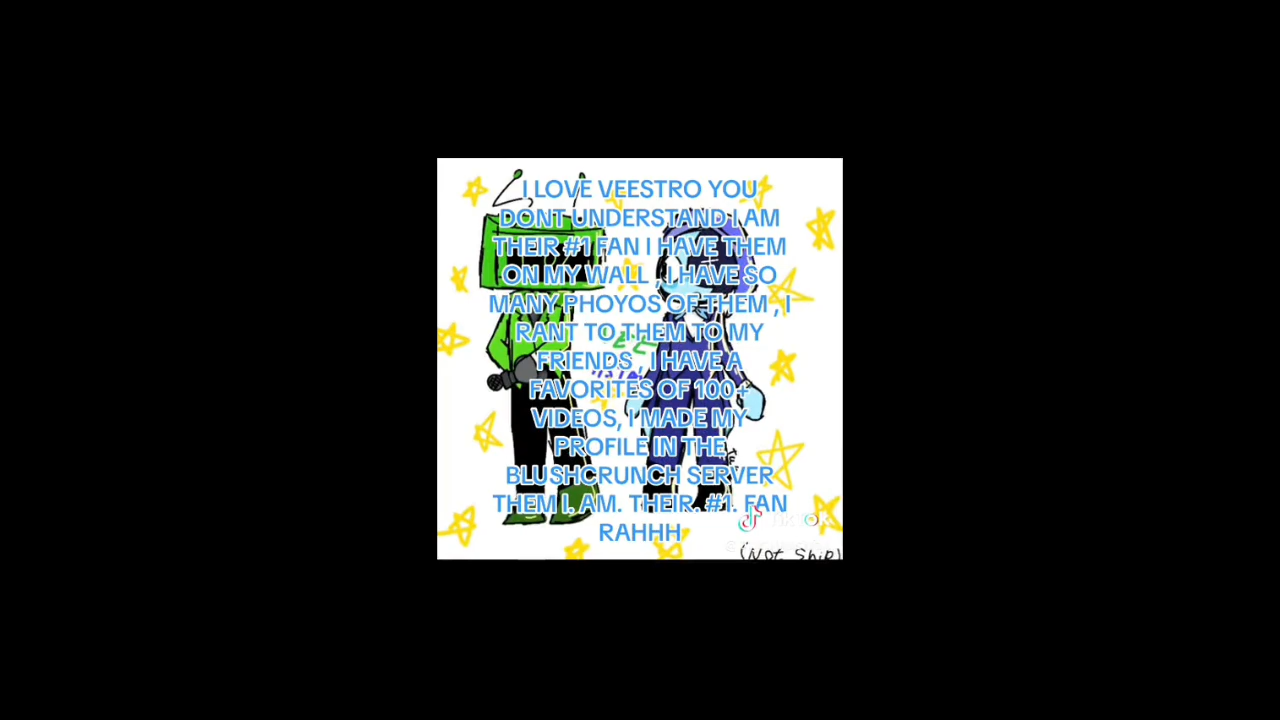 I LOVE VEESTRO YOU
DONT UNDERSTAND I AM
THEIR #1 FAN I HAVE THEM
ON MY WALL , I HAVE SO
MANY PHOYOS OF THEM , I
RANT TO THEM TO MY
FRIENDS I HAVE A
FAVORITES OF 100+
VIDEOS, I MADE MY
PROFILE IN THE
BLUSHCRUNCH SERVER
THEM I. AM. THEIR. #1. FAN
RAHHH
TikTok
(Not Ship)